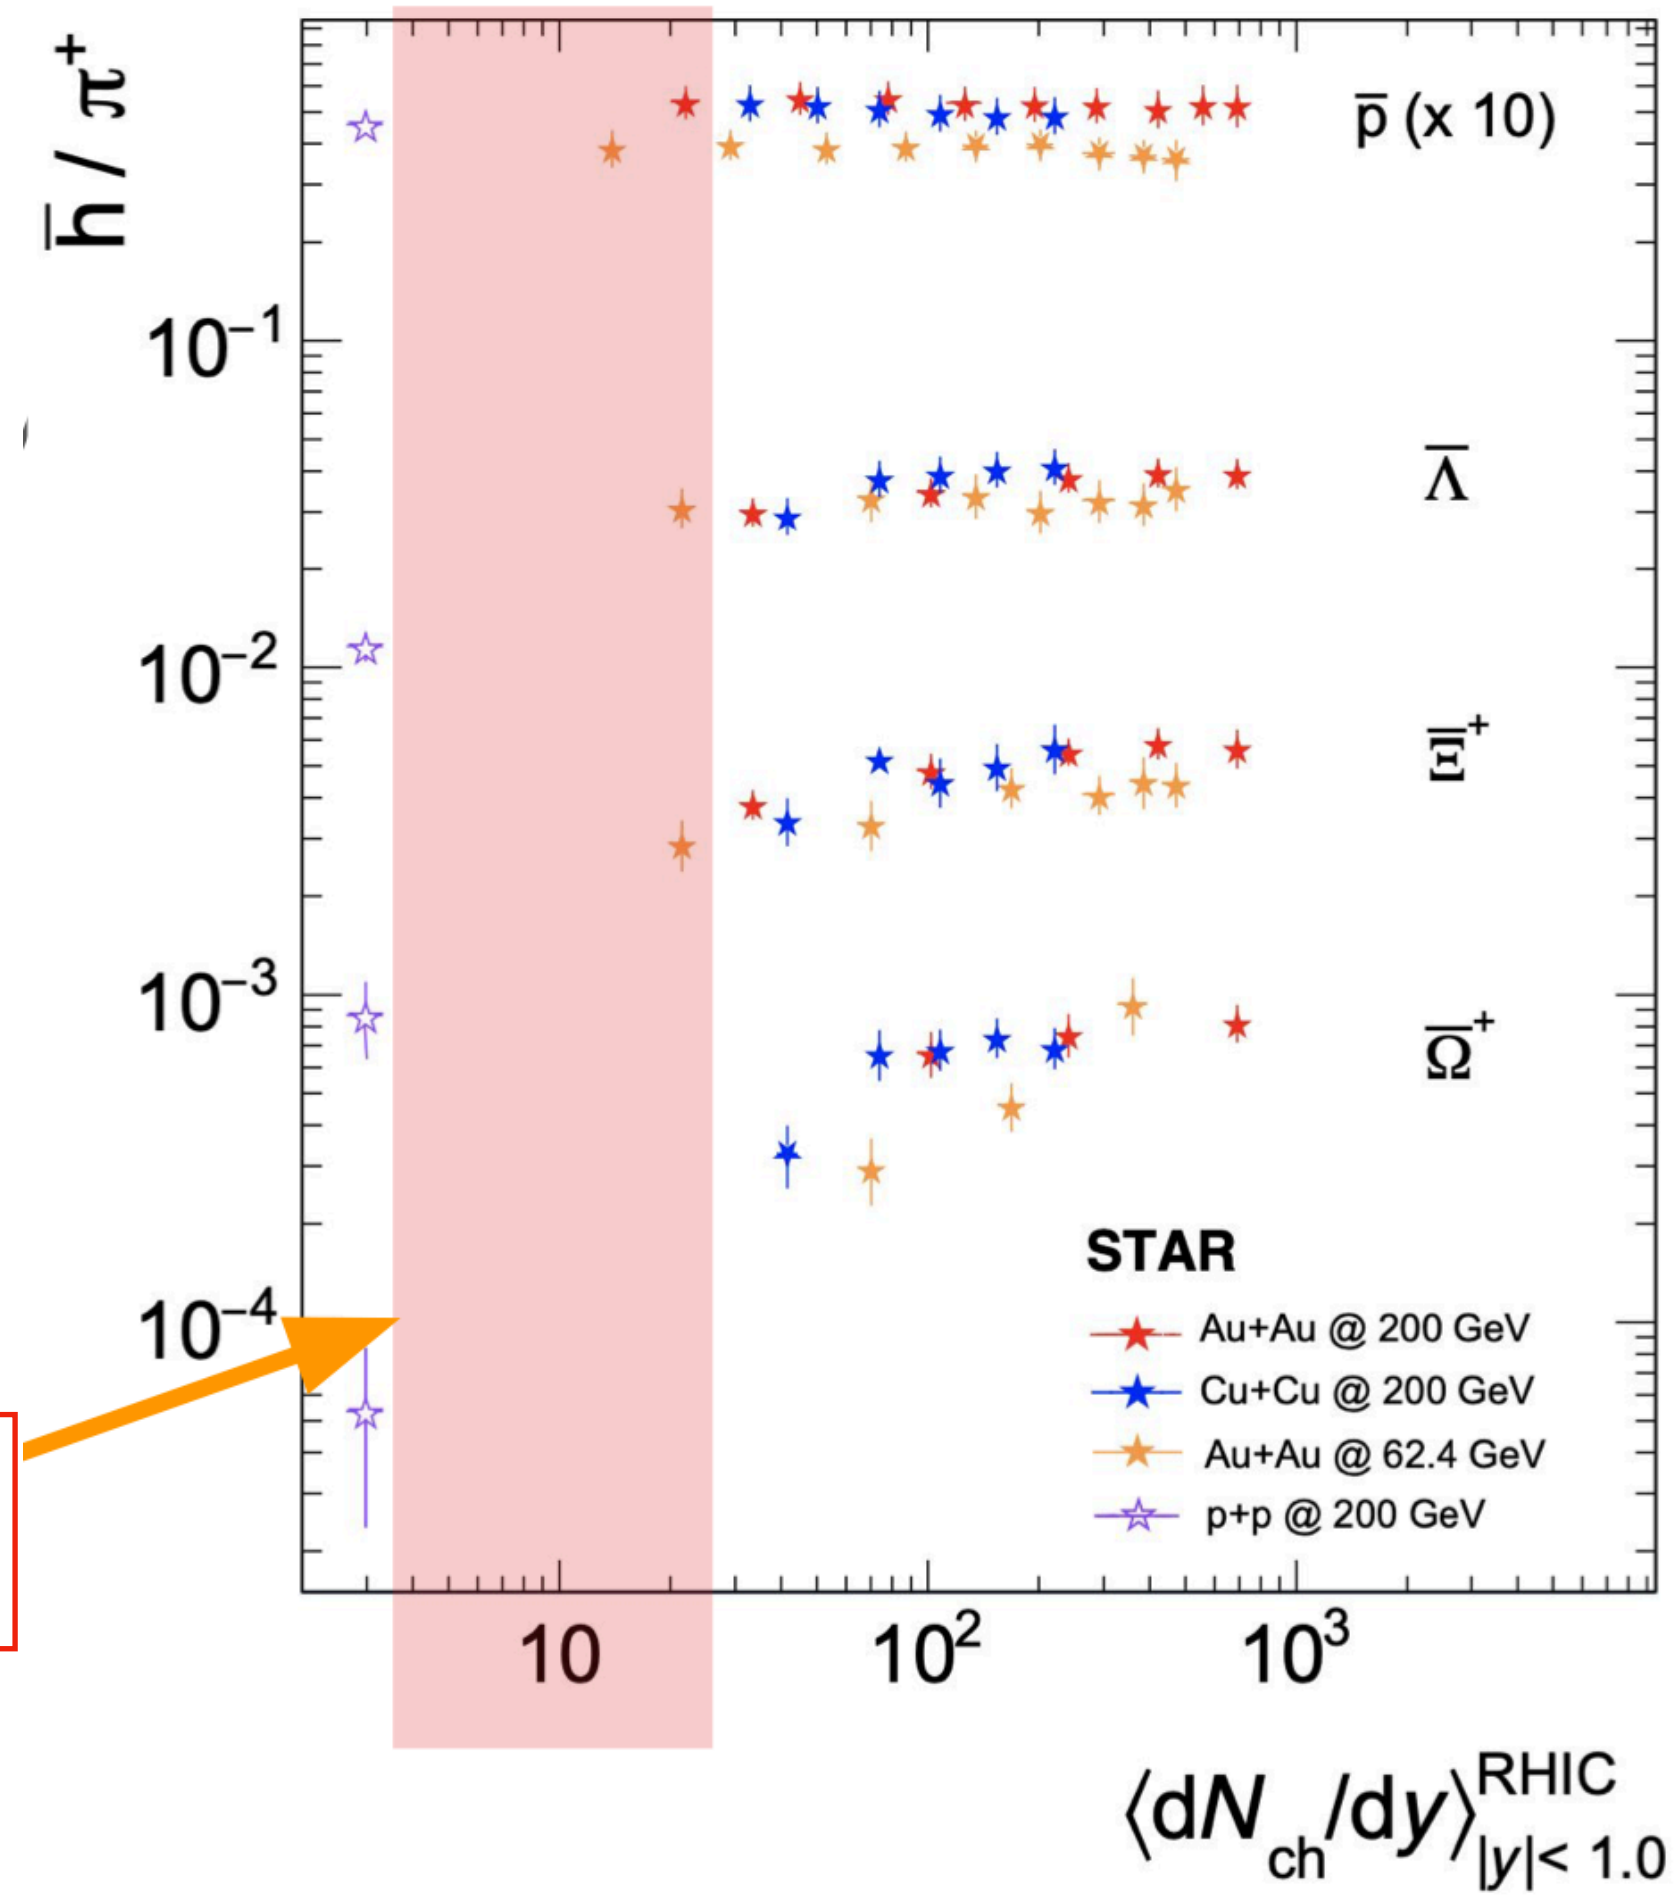 h̅ / π⁺
p̅ (x 10)
10⁻¹
Λ̅
10⁻²
Ξ̅⁺
10⁻³
Ω̅⁺
10⁻⁴
STAR
Au+Au @ 200 GeV
Cu+Cu @ 200 GeV
Au+Au @ 62.4 GeV
p+p @ 200 GeV
10 10² 10³
⟨dN_ch/dy⟩^RHIC_|y|< 1.0